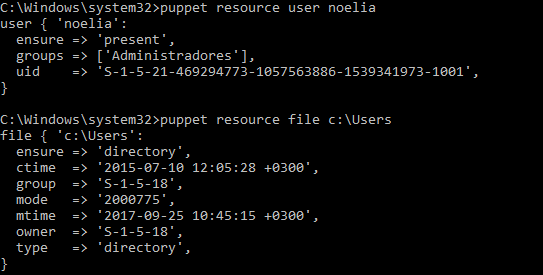 C:\Windows\system32>puppet resource user noelia
user { 'noelia':
  ensure => 'present',
  groups => ['Administradores'],
  uid    => 'S-1-5-21-469294773-1057563886-1539341973-1001',
}
C:\Windows\system32>puppet resource file c:\Users
file { 'c:\Users':
  ensure => 'directory',
  ctime  => '2015-07-10 12:05:28 +0300',
  group  => 'S-1-5-18',
  mode   => '2000775',
  mtime  => '2017-09-25 10:45:15 +0300',
  owner  => 'S-1-5-18',
  type   => 'directory',
}